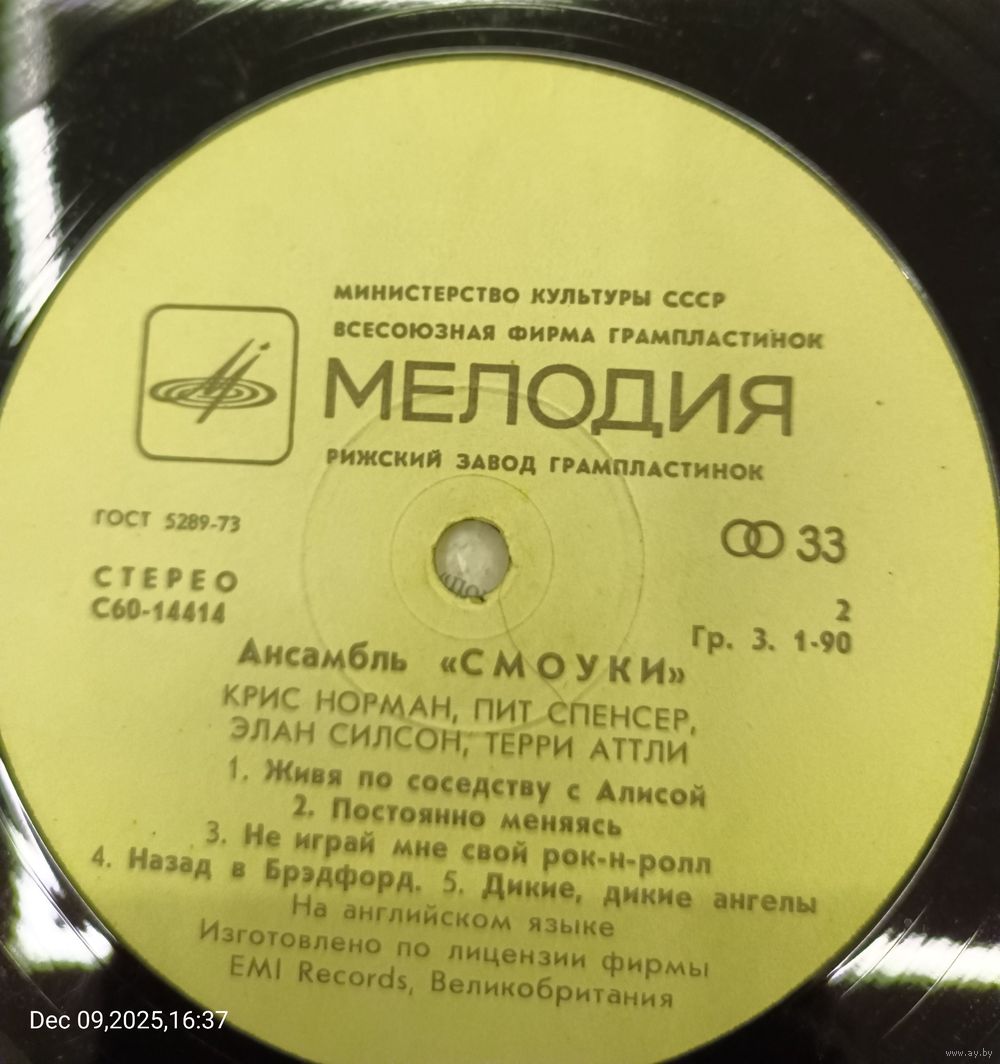 МИНИСТЕРСТВО КУЛЬТУРЫ СССР
ВСЕСОЮЗНАЯ ФИРМА ГРАМПЛАСТИНОК
МЕЛОДИЯ
РИЖСКИЙ ЗАВОД ГРАМПЛАСТИНОК
ГОСТ 5289-73
33
СТЕРЕО
С60-14414
2
Гр. 3. 1-90
Ансамбль «СМОУКИ»
КРИС НОРМАН, ПИТ СПЕНСЕР,
ЭЛАН СИЛСОН, ТЕРРИ АТТЛИ
1. Живя по соседству с Алисой
2. Постоянно меняясь
3. Не играй мне свой рок-н-ролл
4. Назад в Брэдфорд. 5. Дикие, дикие ангелы
На английском языке
Изготовлено по лицензии фирмы
EMI Records, Великобритания
Dec 09,2025,16:37
www.ay.by